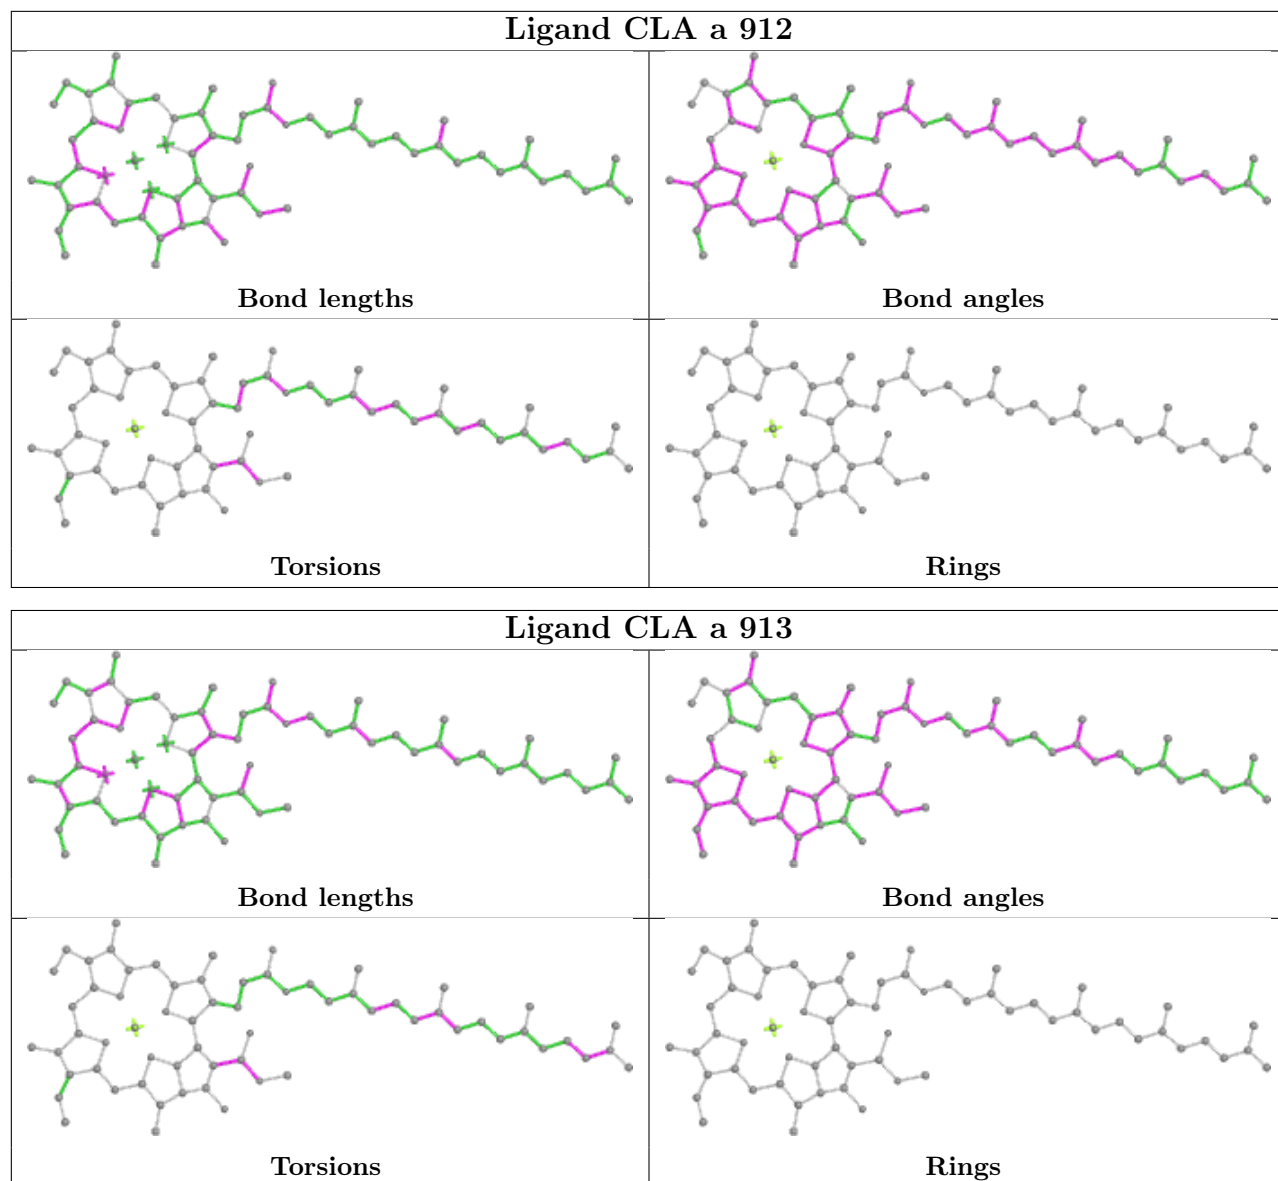 Ligand CLA a 912
Bond lengths
Bond angles
Torsions
Rings
Ligand CLA a 913
Bond lengths
Bond angles
Torsions
Rings